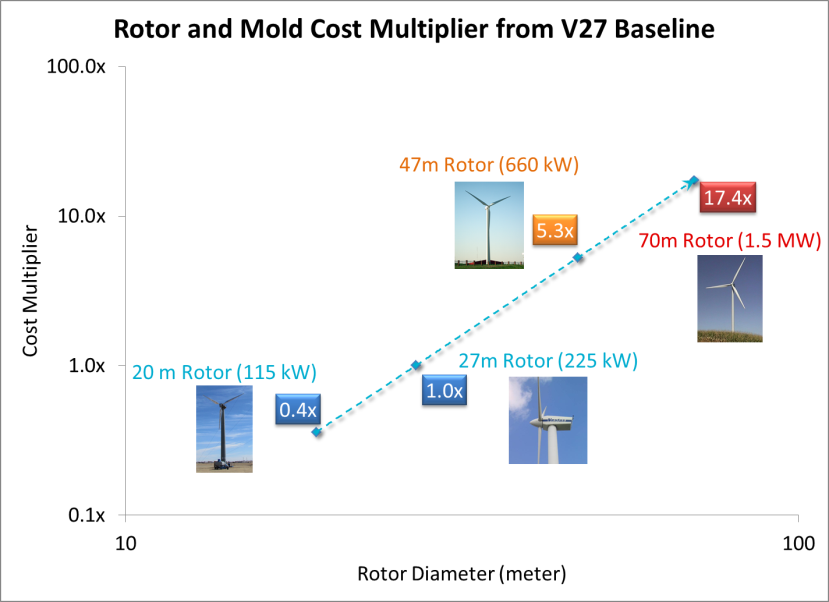 Rotor and Mold Cost Multiplier from V27 Baseline
100.0x
47m Rotor (660 kW)
17.4x
10.0x
5.3x
70m Rotor (1.5 MW)
Cost Multiplier
1.0x
20 m Rotor (115 kW)
27m Rotor (225 kW)
0.4x
1.0x
0.1x
10
100
Rotor Diameter (meter)